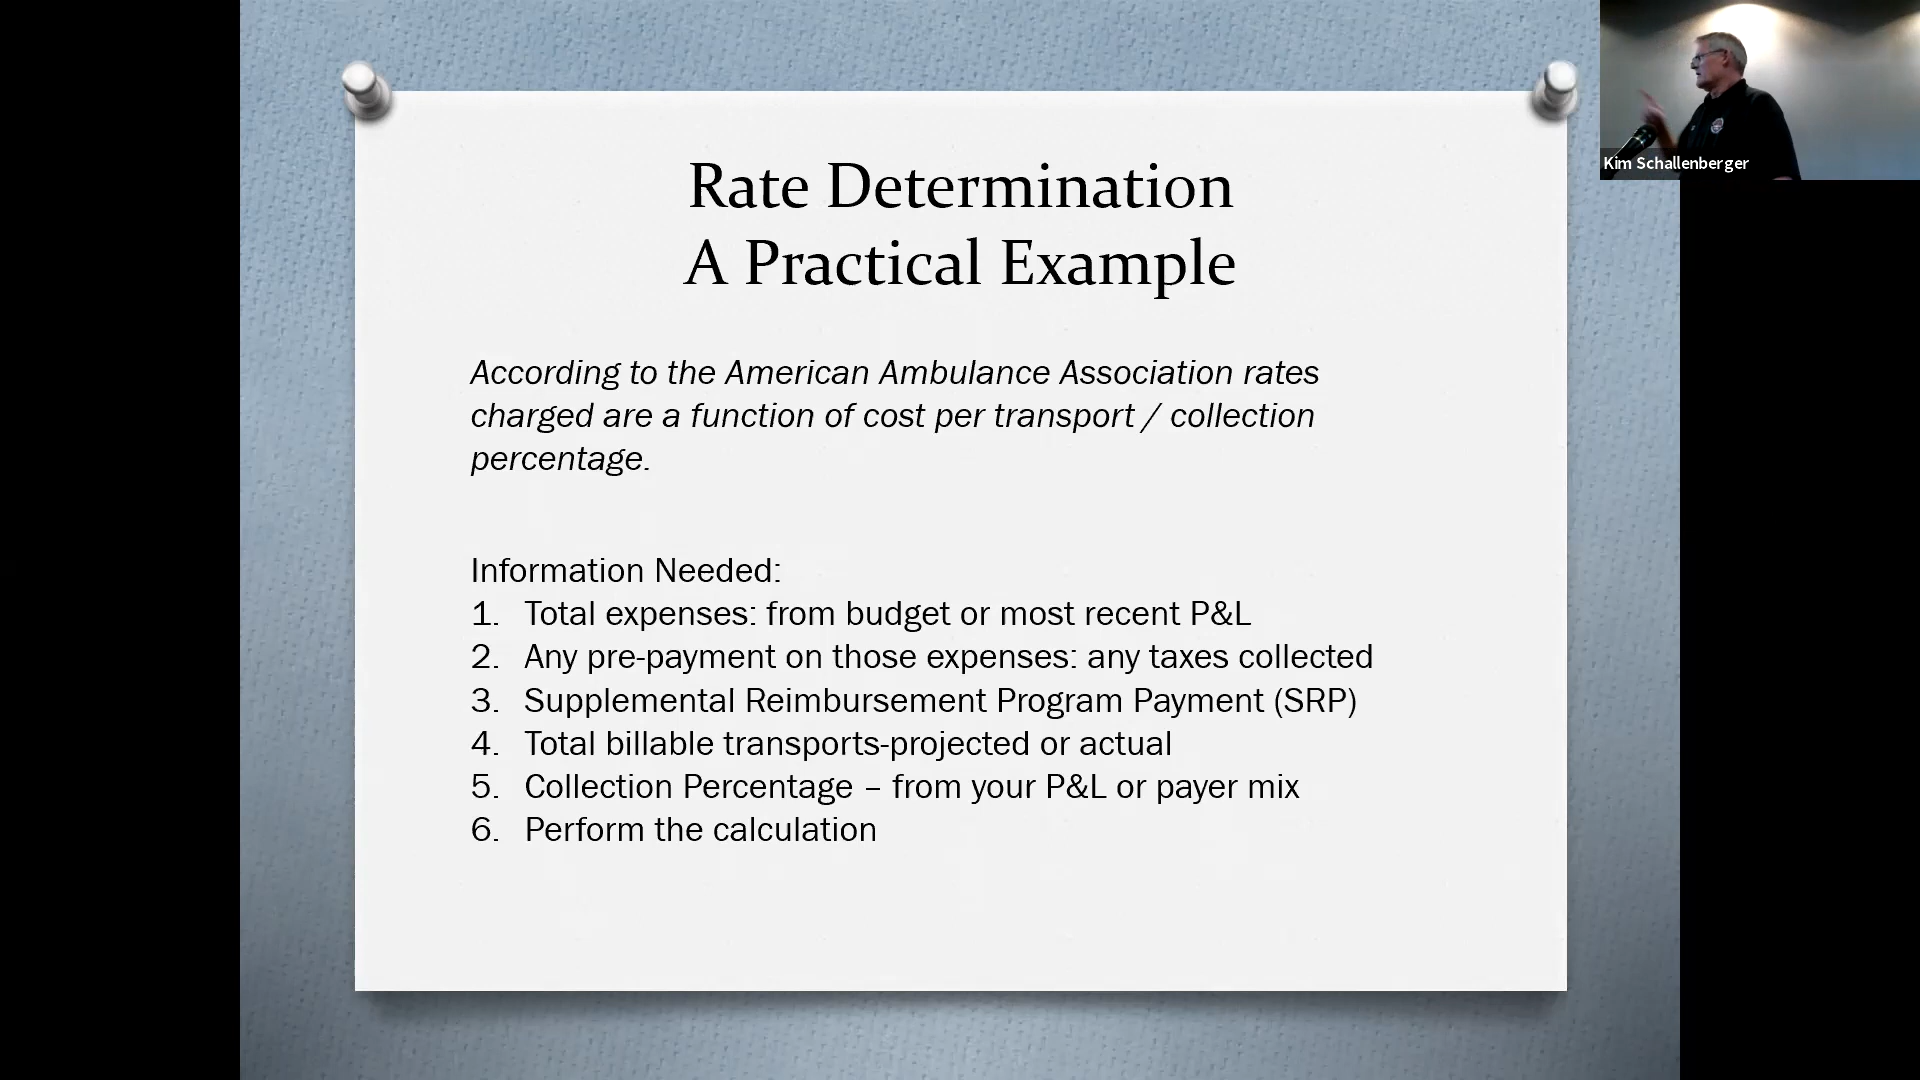 Rate Determination
A Practical Example
According to the American Ambulance Association rates
charged are a function of cost per transport / collection
percentage.
Information Needed:
1. Total expenses: from budget or most recent P&L
2. Any pre-payment on those expenses: any taxes collected
3. Supplemental Reimbursement Program Payment (SRP)
4. Total billable transports-projected or actual
5. Collection Percentage – from your P&L or payer mix
6. Perform the calculation
Kim Schallenberger